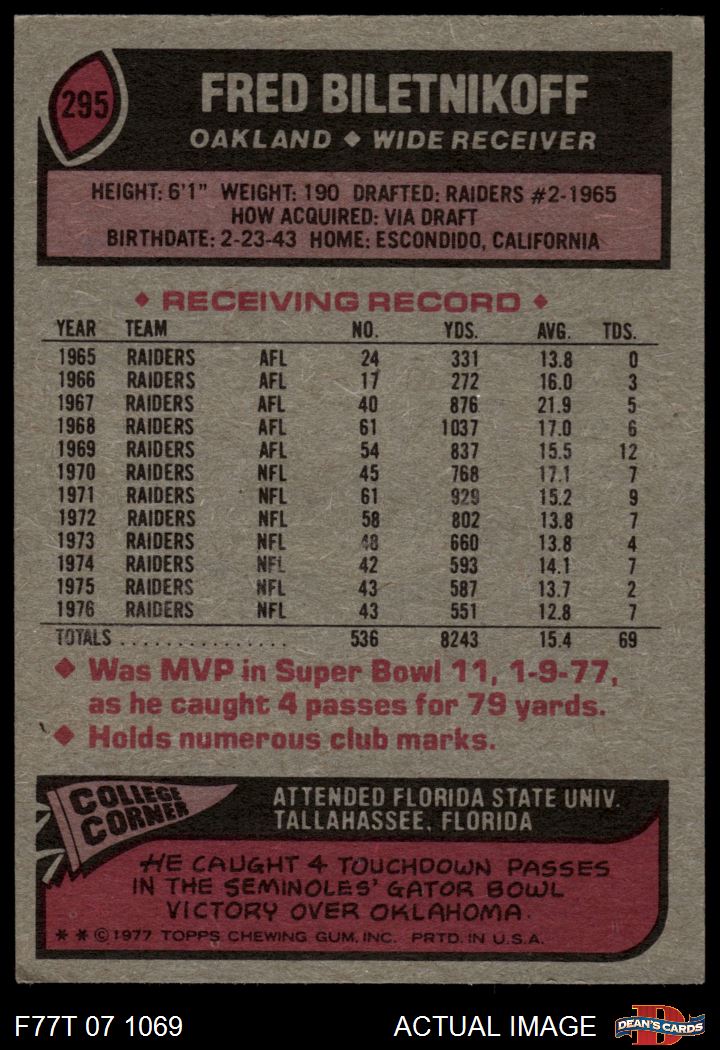 295
FRED BILETNIKOFF
OAKLAND ◆ WIDE RECEIVER
HEIGHT: 6'1" WEIGHT: 190 DRAFTED: RAIDERS #2-1965
HOW ACQUIRED: VIA DRAFT
BIRTHDATE: 2-23-43 HOME: ESCONDIDO, CALIFORNIA
◆ RECEIVING RECORD ◆
YEAR TEAM NO. YDS. AVG. TDS.
1965 RAIDERS AFL 24 331 13.8 0
1966 RAIDERS AFL 17 272 16.0 3
1967 RAIDERS AFL 40 876 21.9 5
1968 RAIDERS AFL 61 1037 17.0 6
1969 RAIDERS AFL 54 837 15.5 12
1970 RAIDERS NFL 45 768 17.1 7
1971 RAIDERS NFL 61 929 15.2 9
1972 RAIDERS NFL 58 802 13.8 7
1973 RAIDERS NFL 48 660 13.8 4
1974 RAIDERS NFL 42 593 14.1 7
1975 RAIDERS NFL 43 587 13.7 2
1976 RAIDERS NFL 43 551 12.8 7
TOTALS ................ 536 8243 15.4 69
◆ Was MVP in Super Bowl 11, 1-9-77,
as he caught 4 passes for 79 yards.
◆ Holds numerous club marks.
COLLEGE
CORNER
ATTENDED FLORIDA STATE UNIV.
TALLAHASSEE, FLORIDA
HE CAUGHT 4 TOUCHDOWN PASSES
IN THE SEMINOLES' GATOR BOWL
VICTORY OVER OKLAHOMA.
* * © 1977 TOPPS CHEWING GUM, INC. PRTD. IN U.S.A.
F77T 07 1069
ACTUAL IMAGE
D
DEAN'S CARDS